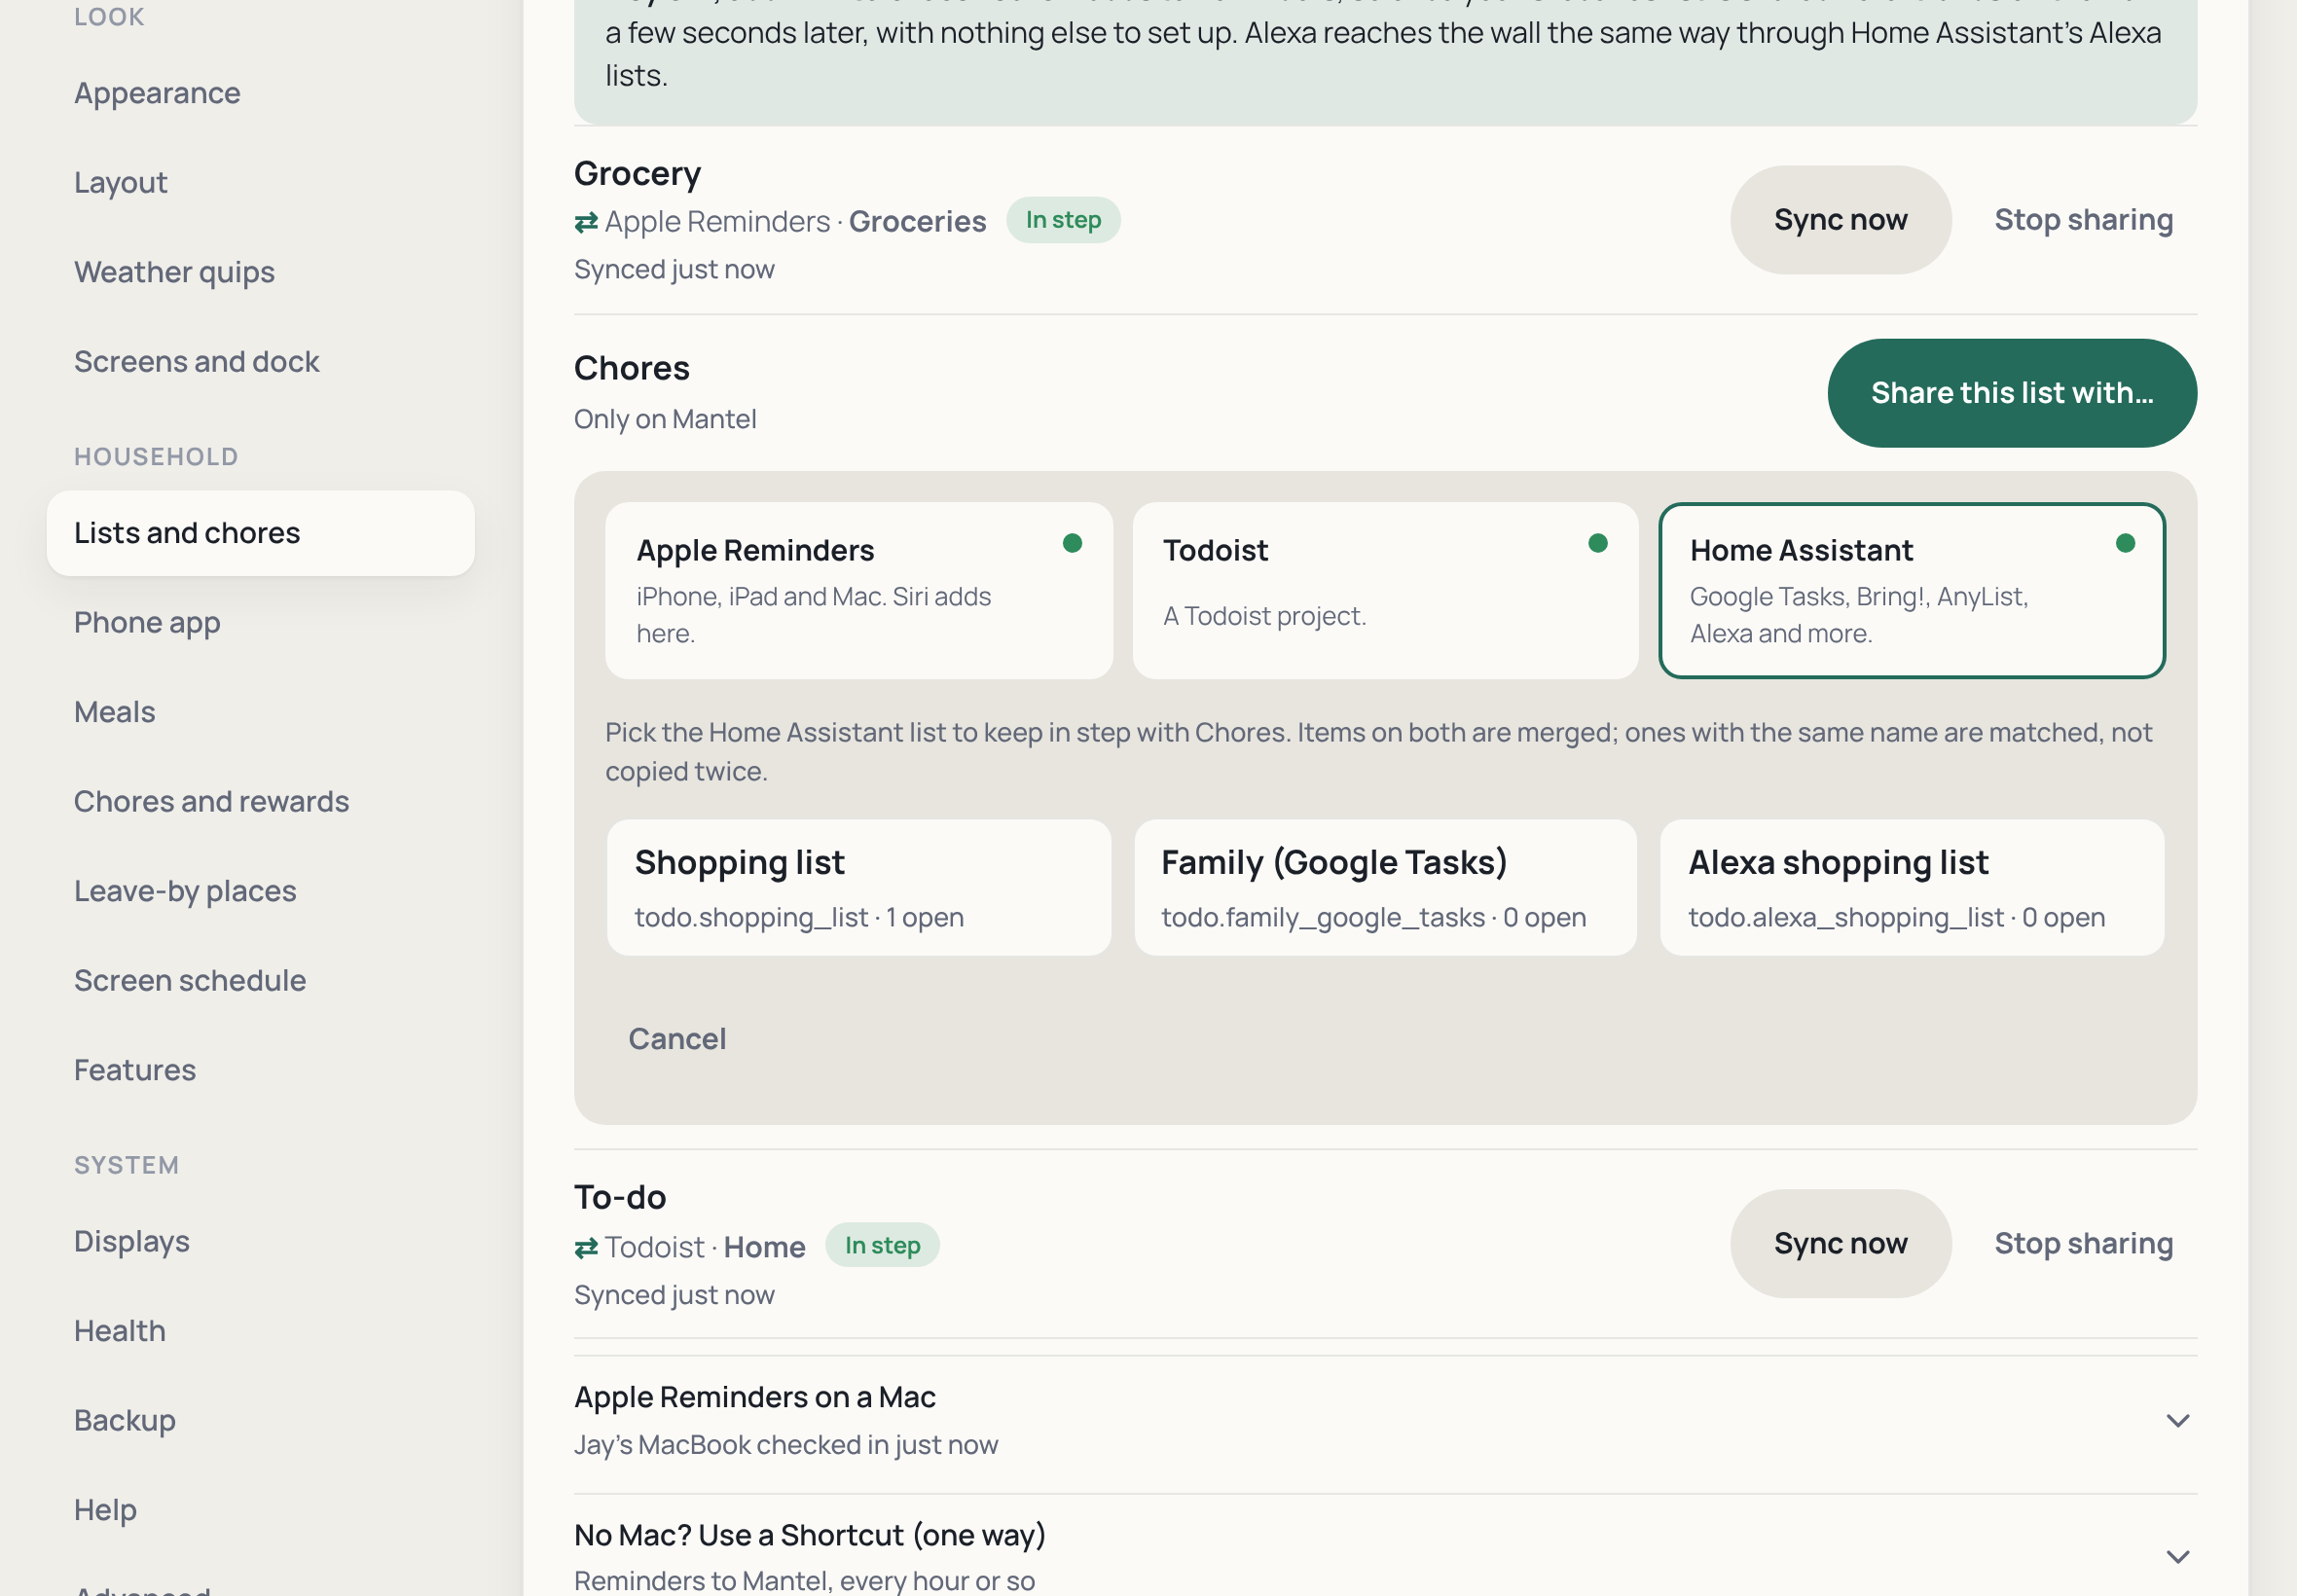 LOOK
Appearance
Layout
Weather quips
Screens and dock
HOUSEHOLD
Lists and chores
Phone app
Meals
Chores and rewards
Leave-by places
Screen schedule
Features
SYSTEM
Displays
Health
Backup
Help
Advanced
a few seconds later, with nothing else to set up. Alexa reaches the wall the same way through Home Assistant's Alexa
lists.
Grocery
⇄ Apple Reminders · Groceries In step
Synced just now
Sync now Stop sharing
Chores
Only on Mantel
Share this list with...
Apple Reminders
iPhone, iPad and Mac. Siri adds
here.
Todoist
A Todoist project.
Home Assistant
Google Tasks, Bring!, AnyList,
Alexa and more.
Pick the Home Assistant list to keep in step with Chores. Items on both are merged; ones with the same name are matched, not
copied twice.
Shopping list
todo.shopping_list · 1 open
Family (Google Tasks)
todo.family_google_tasks · 0 open
Alexa shopping list
todo.alexa_shopping_list · 0 open
Cancel
To-do
⇄ Todoist · Home In step
Synced just now
Sync now Stop sharing
Apple Reminders on a Mac
Jay's MacBook checked in just now
No Mac? Use a Shortcut (one way)
Reminders to Mantel, every hour or so